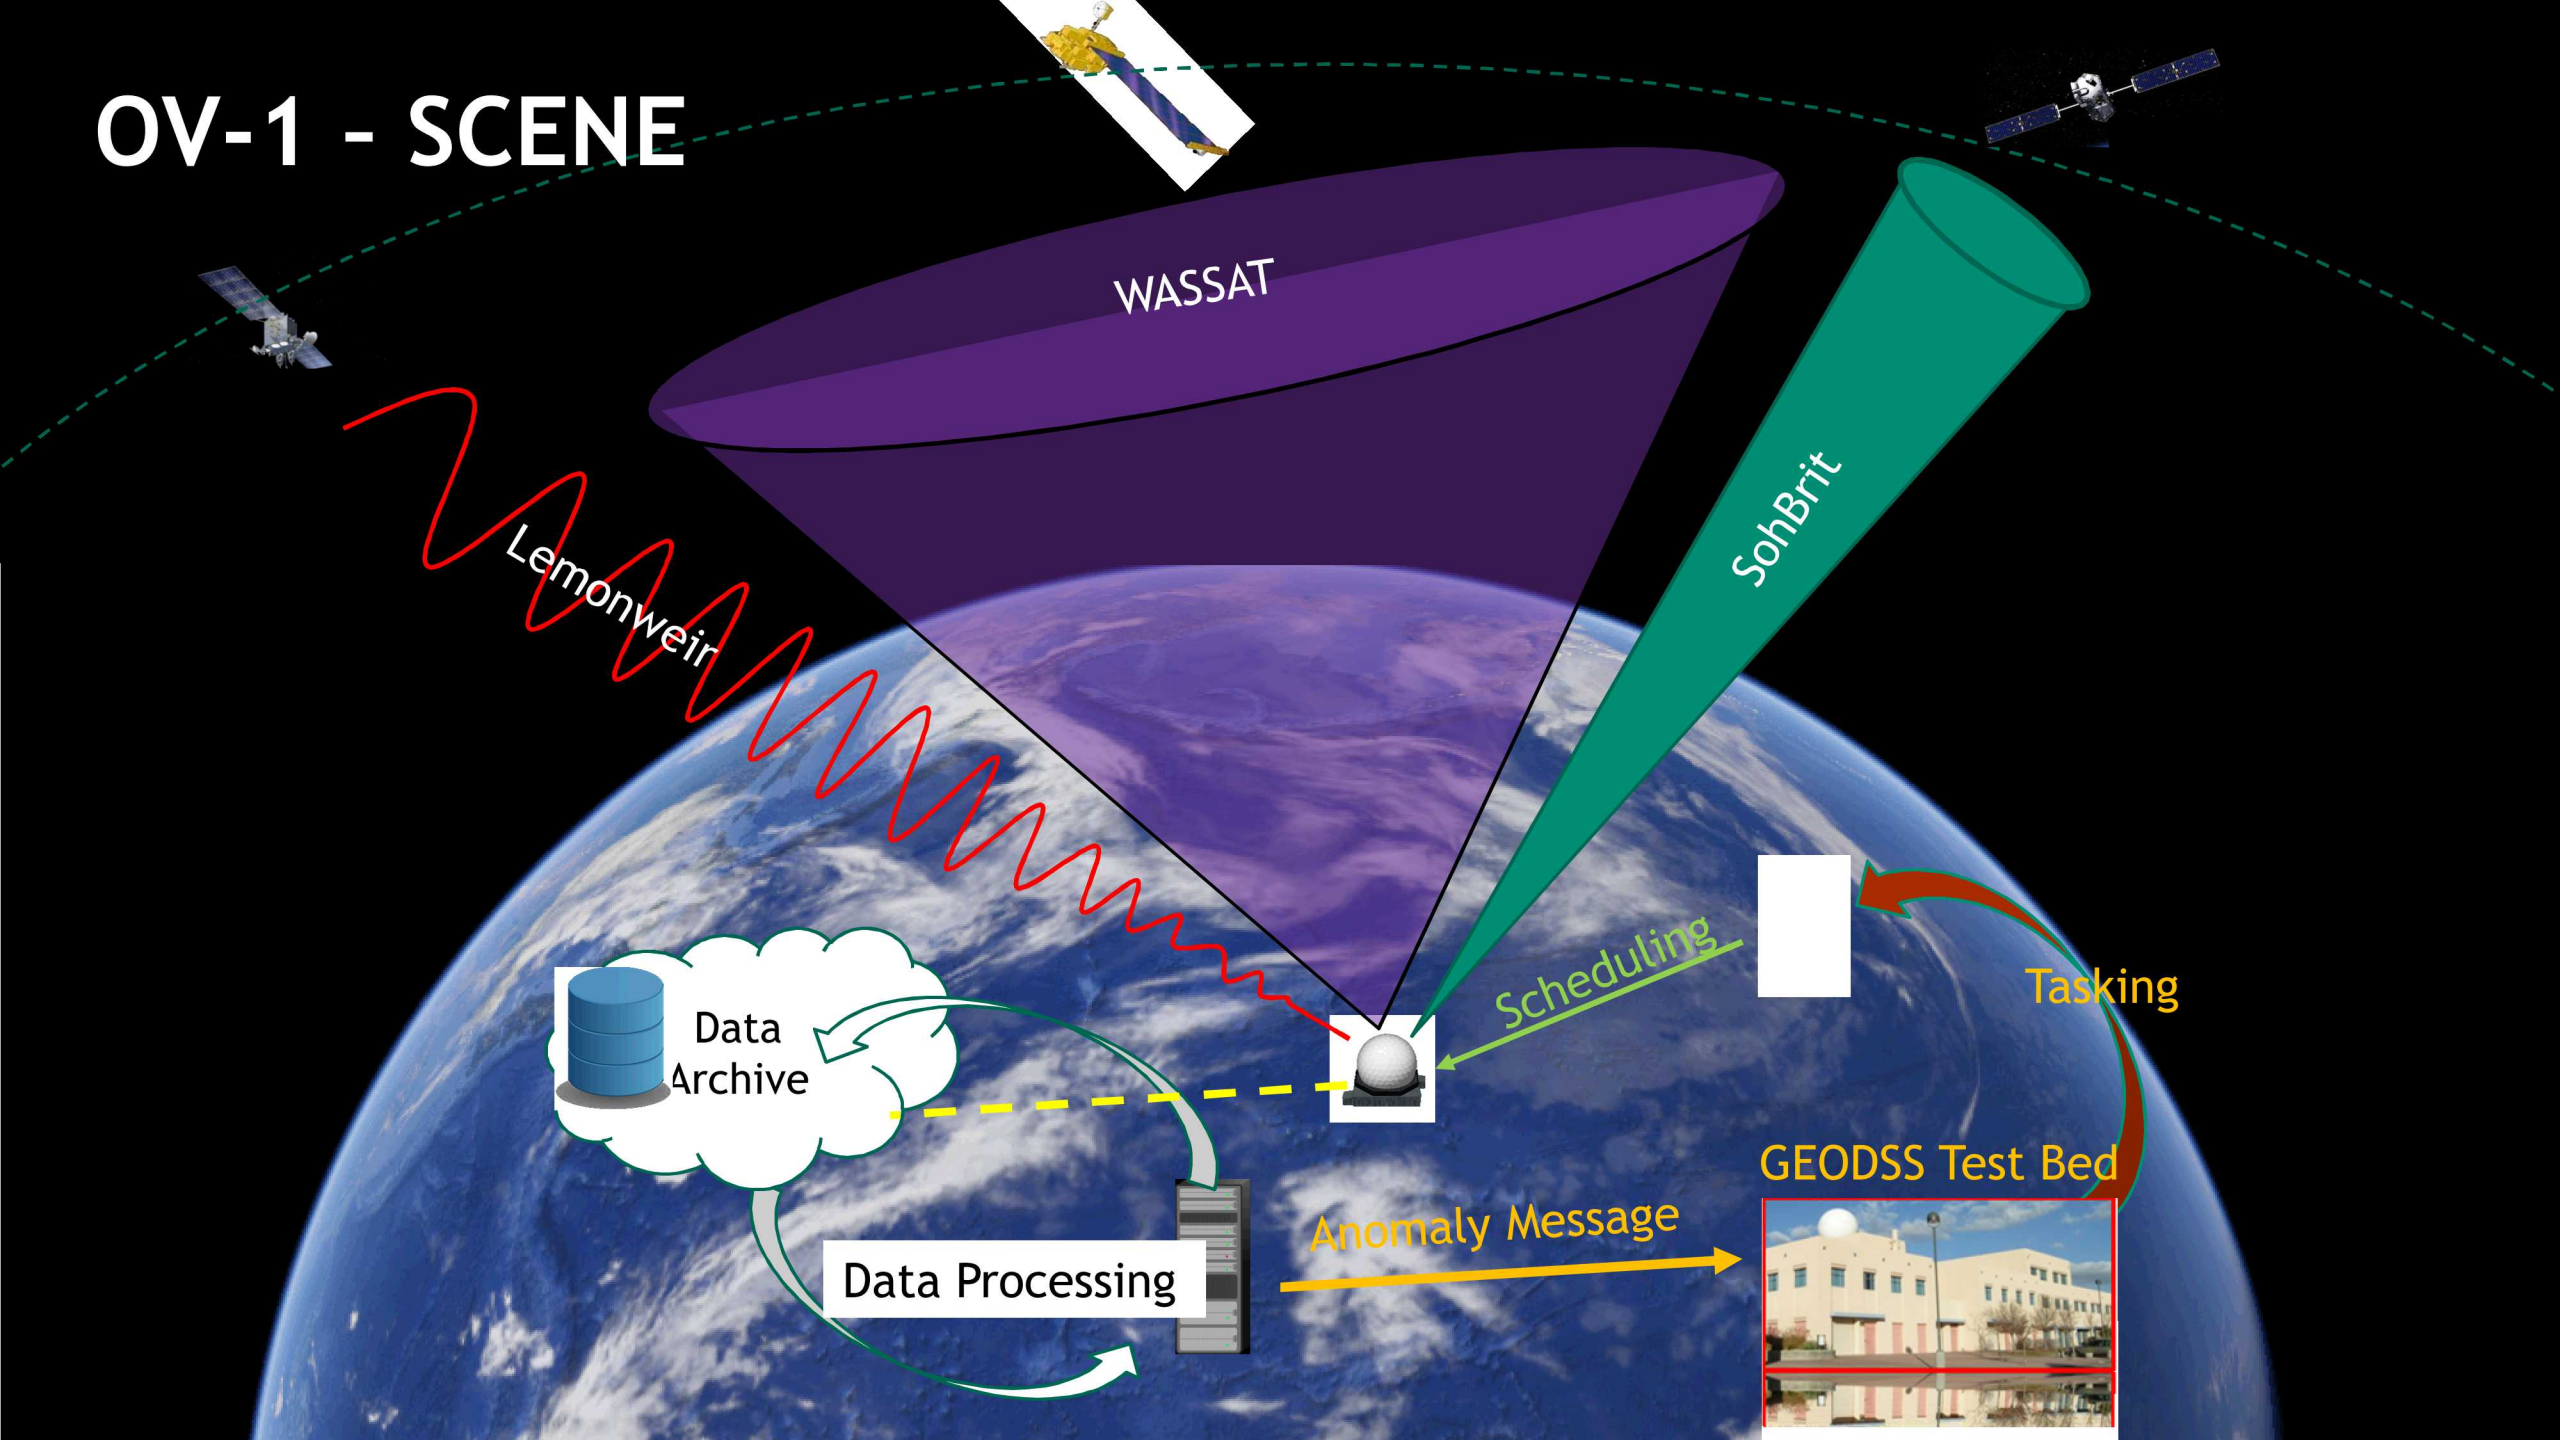 OV-1 – SCENE
WASSAT
SohBrit
Lemonweir
Scheduling
Tasking
Data
Archive
GEODSS Test Bed
Anomaly Message
Data Processing